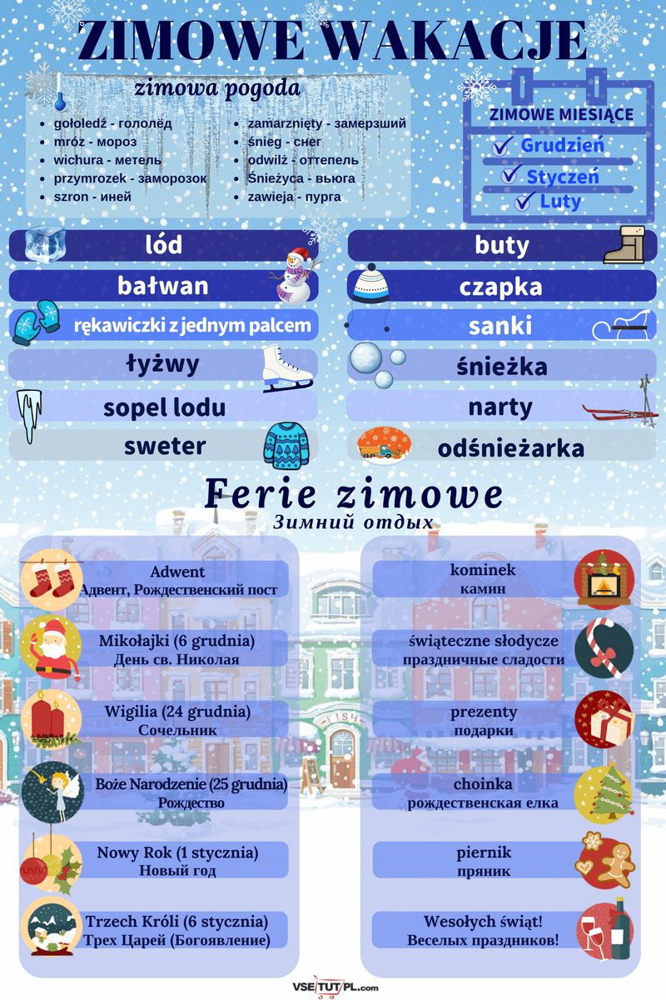 ZIMOWE WAKACJE
zimowa pogoda
gołoledź - гололёд
mróz - мороз
wichura - метель
przymrozek - заморозок
szron - иней
zamarznięty - замерзший
śnieg - снег
odwilż - оттепель
Śnieżyca - вьюга
zawieja - пурга
ZIMOWE MIESIĄCE
Grudzień
Styczeń
Luty
lód
bałwan
rękawiczki z jednym palcem
łyżwy
sopel lodu
sweter
buty
czapka
sanki
śnieżka
narty
odśnieżarka
Ferie zimowe
Зимний отдых
Adwent
Адвент, Рождественский пост
Mikołajki (6 grudnia)
День св. Николая
Wigilia (24 grudnia)
Сочельник
Boże Narodzenie (25 grudnia)
Рождество
Nowy Rok (1 stycznia)
Новый год
Trzech Króli (6 stycznia)
Трех Царей (Богоявление)
kominek
камин
świąteczne słodycze
праздничные сладости
prezenty
подарки
choinka
рождественская елка
piernik
пряник
Wesołych świąt!
Веселых праздников!
FISH
VSE/TUT/PL.com